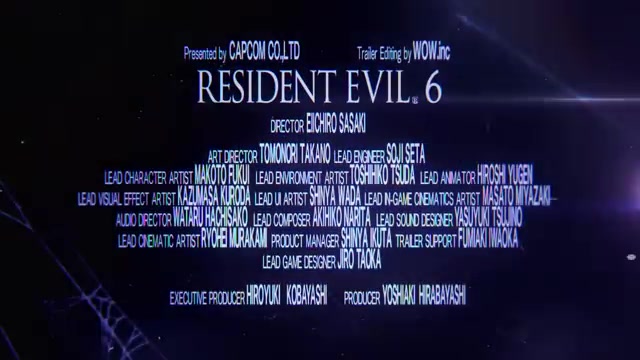 Presented by CAPCOM CO.,LTD Trailer Editing by WOW.inc
RESIDENT EVIL® 6
DIRECTOR EIICHIRO SASAKI
ART DIRECTOR TOMONORI TAKANO LEAD ENGINEER SOJI SETA
LEAD CHARACTER ARTIST MAKOTO FUKUI LEAD ENVIRONMENT ARTIST TOSHIHIKO TSUDA LEAD ANIMATOR HIROSHI YUGEN
LEAD VISUAL EFFECT ARTIST KAZUMASA KURODA LEAD UI ARTIST SHINYA WADA LEAD IN-GAME CINEMATICS ARTIST MASATO MIYAZAKI
AUDIO DIRECTOR WATARU HACHISAKO LEAD COMPOSER AKIHIKO NARITA LEAD SOUND DESIGNER YASUYUKI TSUJINO
LEAD CINEMATIC ARTIST RYOHEI MURAKAMI PRODUCT MANAGER SHINYA IKUTA TRAILER SUPPORT FUMIAKI IWAOKA
LEAD GAME DESIGNER JIRO TAOKA
EXECUTIVE PRODUCER HIROYUKI KOBAYASHI PRODUCER YOSHIAKI HIRABAYASHI